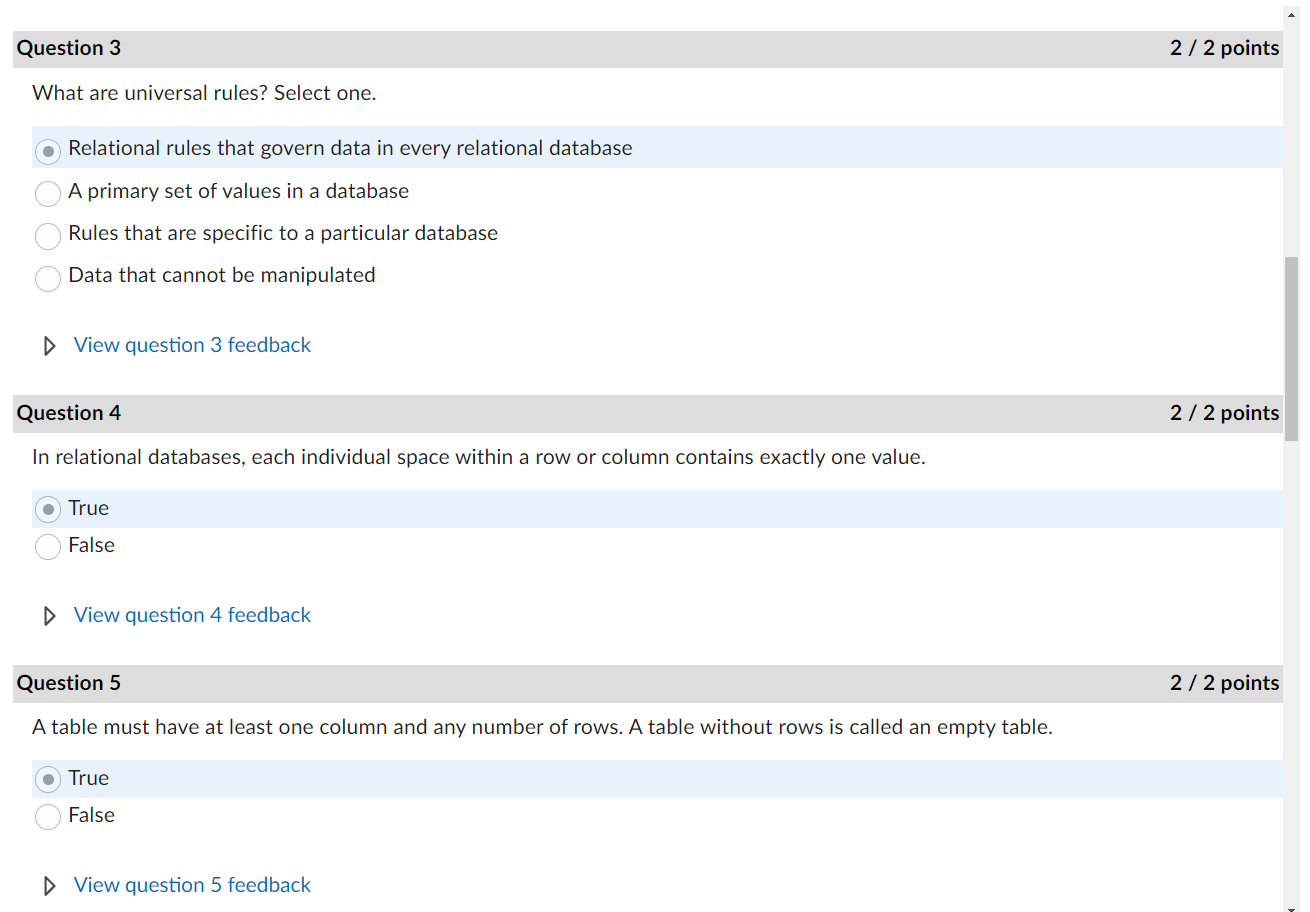 Question 3
2 / 2 points
What are universal rules? Select one.
Relational rules that govern data in every relational database
A primary set of values in a database
Rules that are specific to a particular database
Data that cannot be manipulated
View question 3 feedback
Question 4
2 / 2 points
In relational databases, each individual space within a row or column contains exactly one value.
True
False
View question 4 feedback
Question 5
2 / 2 points
A table must have at least one column and any number of rows. A table without rows is called an empty table.
True
False
View question 5 feedback